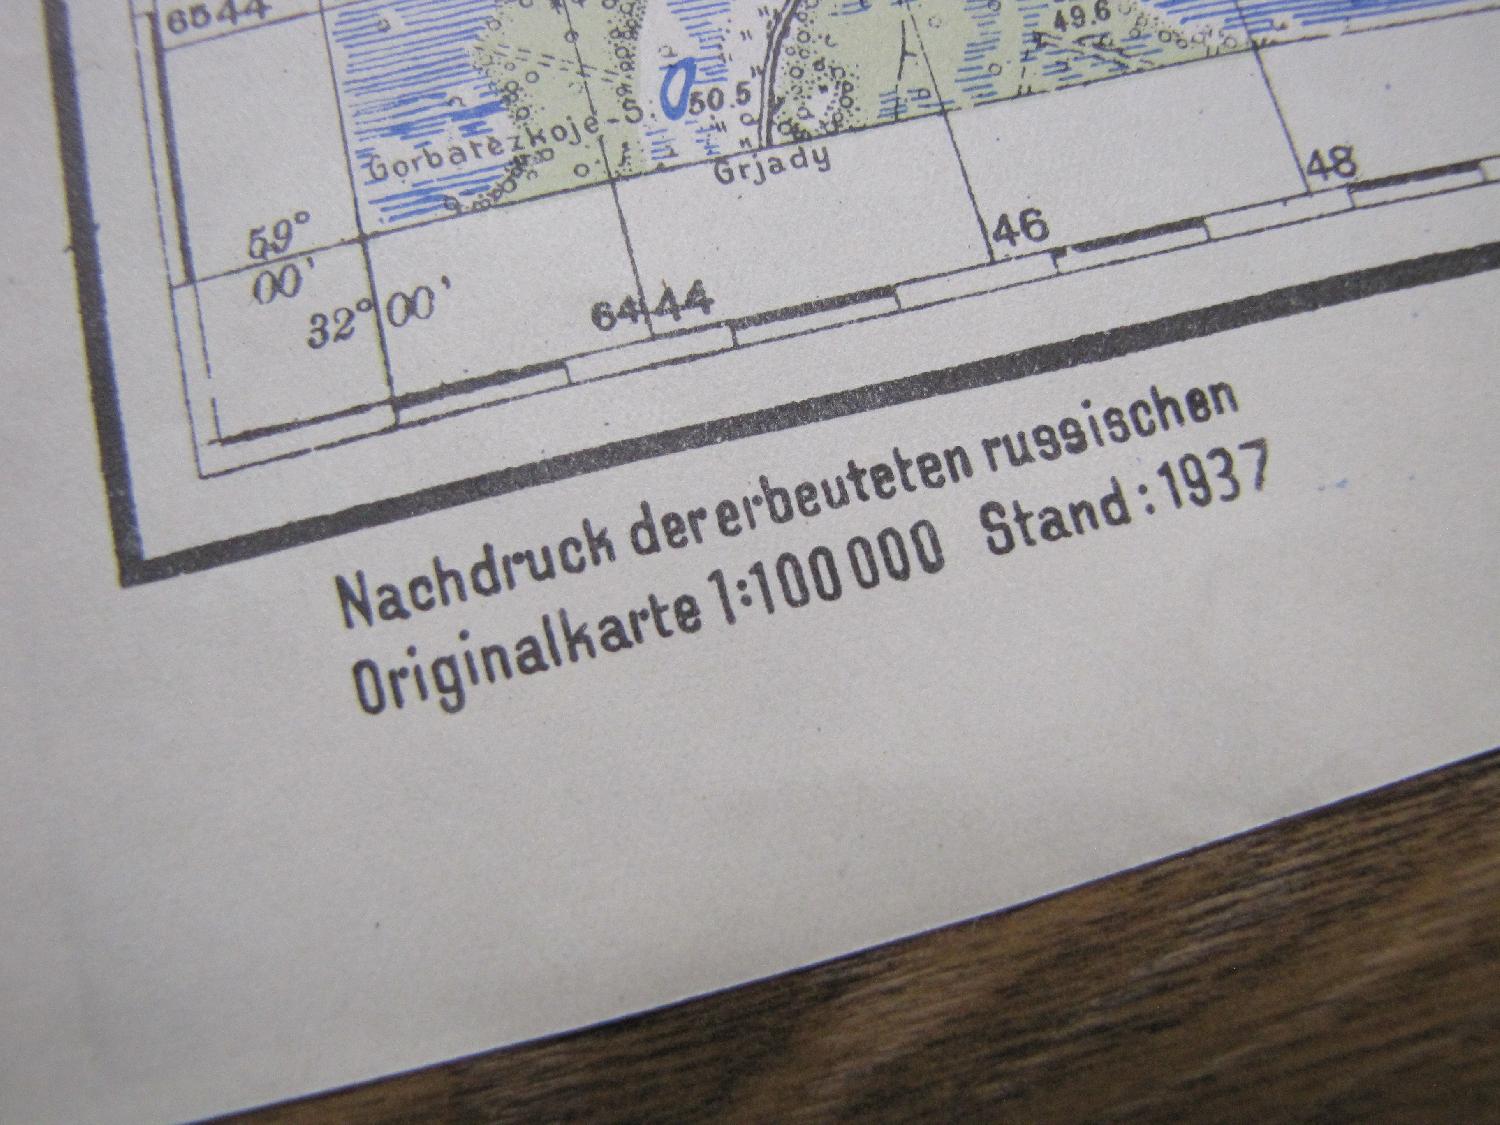 6544
49.6
50.5
Gorbatezkoje
Grjady
48
46
59°
00'
32° 00'
64 44
Nachdruck der erbeuteten russischen
Originalkarte 1:100 000 Stand: 1937